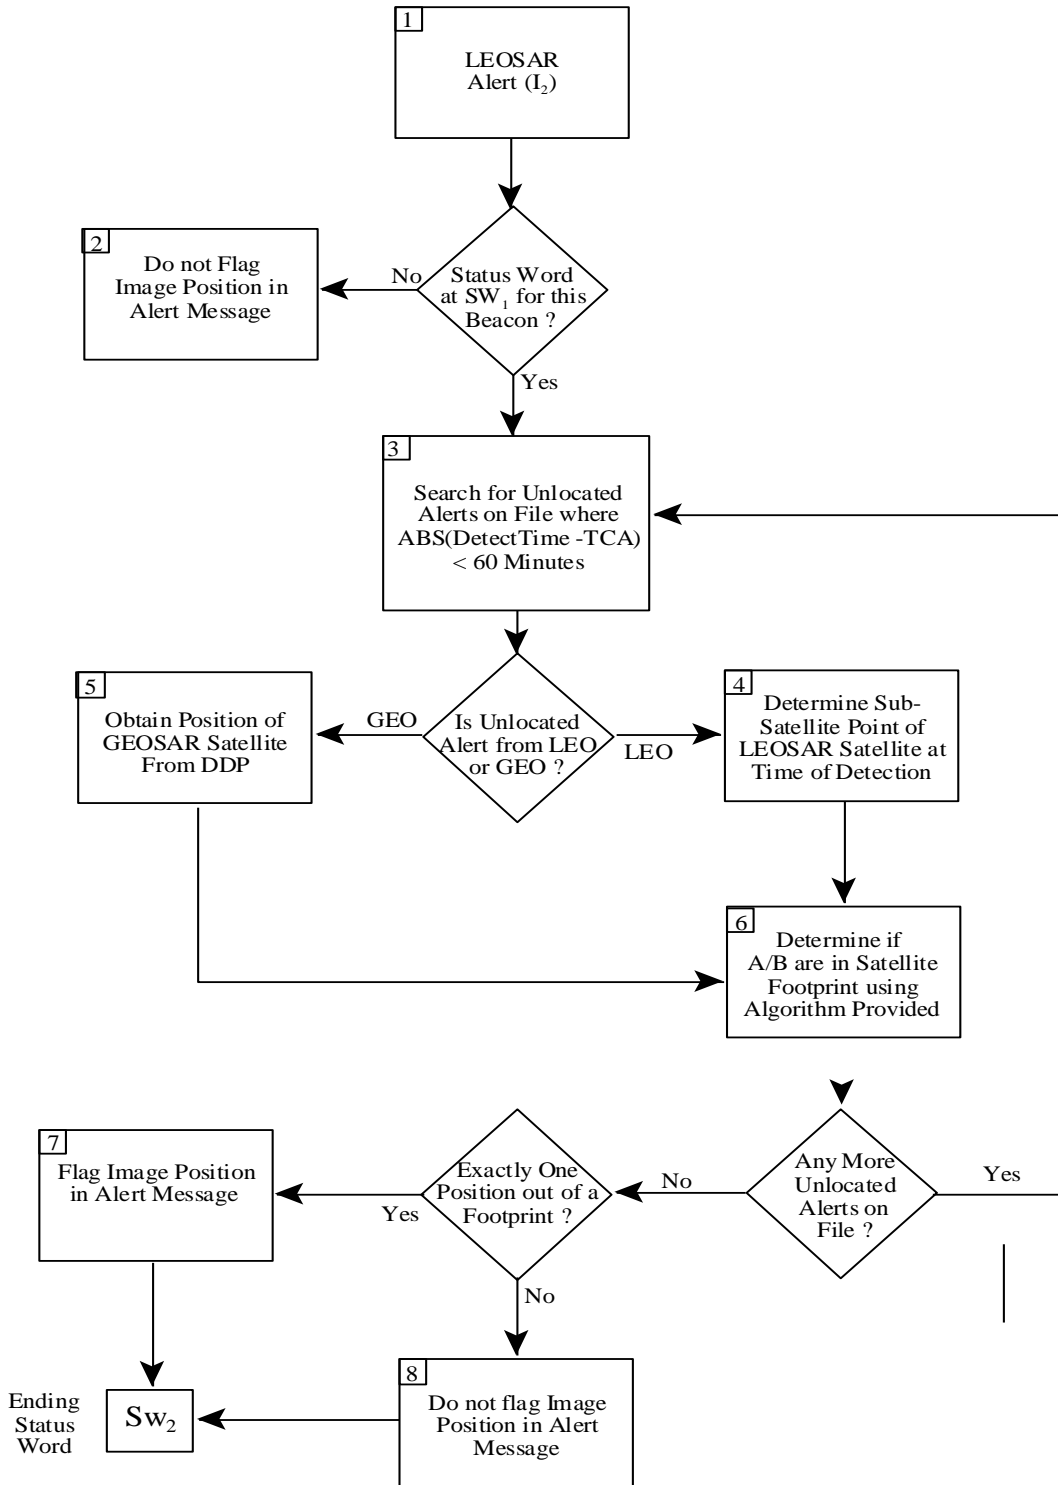 1
LEOSAR
Alert (I₂)
2
Do not Flag
Image Position in
Alert Message
No
Status Word
at SW₁ for this
Beacon ?
Yes
3
Search for Unlocated
Alerts on File where
ABS(DetectTime -TCA)
< 60 Minutes
5
Obtain Position of
GEOSAR Satellite
From DDP
GEO
Is Unlocated
Alert from LEO
or GEO ?
LEO
4
Determine Sub-
Satellite Point of
LEOSAR Satellite at
Time of Detection
6
Determine if
A/B are in Satellite
Footprint using
Algorithm Provided
7
Flag Image Position
in Alert Message
Yes
Exactly One
Position out of a
Footprint ?
No
No
Any More
Unlocated
Alerts on
File ?
Yes
8
Do not flag Image
Position in Alert
Message
Ending
Status
Word
Sw₂